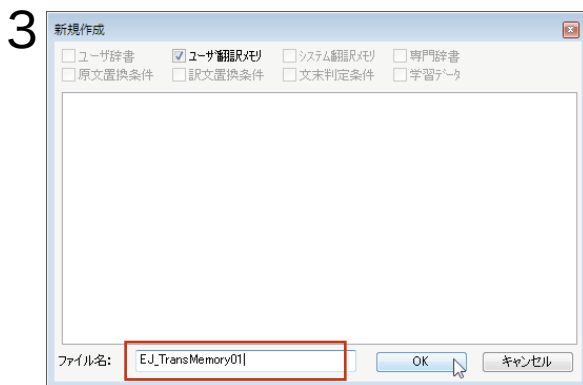 3
新規作成
ユーザ辞書 ユーザ翻訳メモリ システム翻訳メモリ 専門辞書
原文置換条件 訳文置換条件 文末判定条件 学習データ
ファイル名: EJ_TransMemory01 OK キャンセル